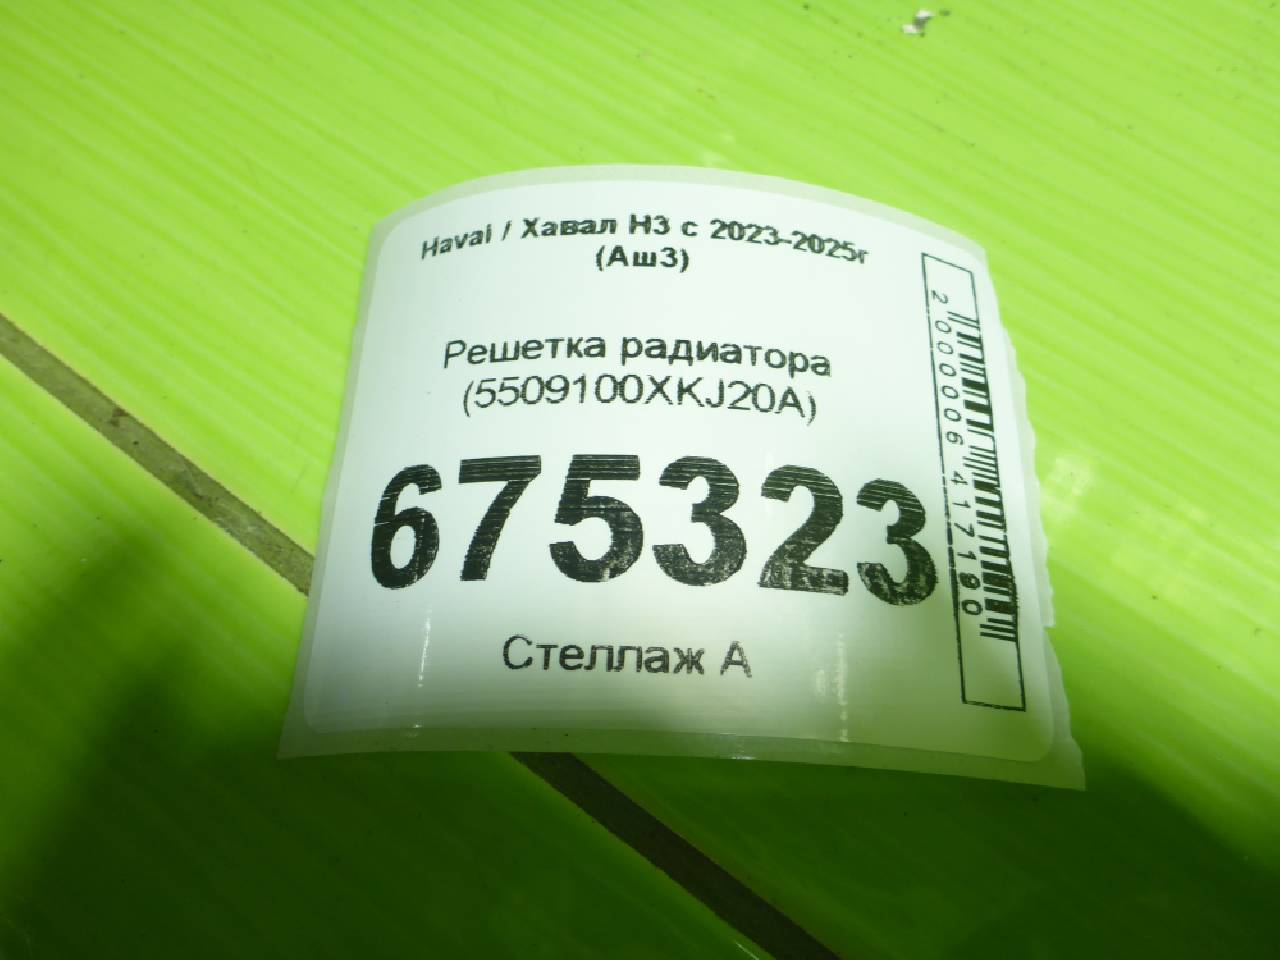 Haval / Хавал H3 с 2023-2025г
(Аш3)
Решетка радиатора
(5509100XKJ20A)
675323
Стеллаж А
2000006417190